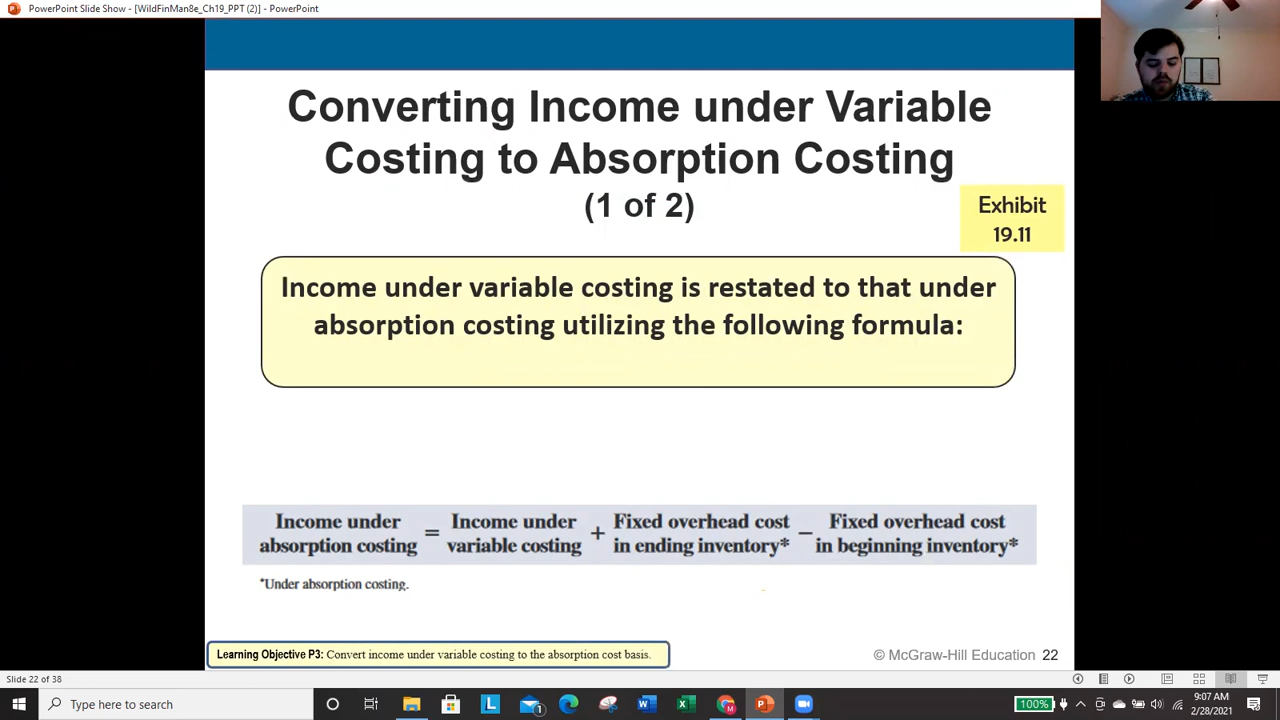 PowerPoint Slide Show - [WildFinMan8e_Ch19_PPT (2)] - PowerPoint
Converting Income under Variable
Costing to Absorption Costing
(1 of 2)
Exhibit
19.11
Income under variable costing is restated to that under
absorption costing utilizing the following formula:
Income under absorption costing = Income under variable costing + Fixed overhead cost in ending inventory* − Fixed overhead cost in beginning inventory*
*Under absorption costing.
Learning Objective P3: Convert income under variable costing to the absorption cost basis.
© McGraw-Hill Education 22
Slide 22 of 38
Type here to search
100%
9:07 AM
2/28/2021